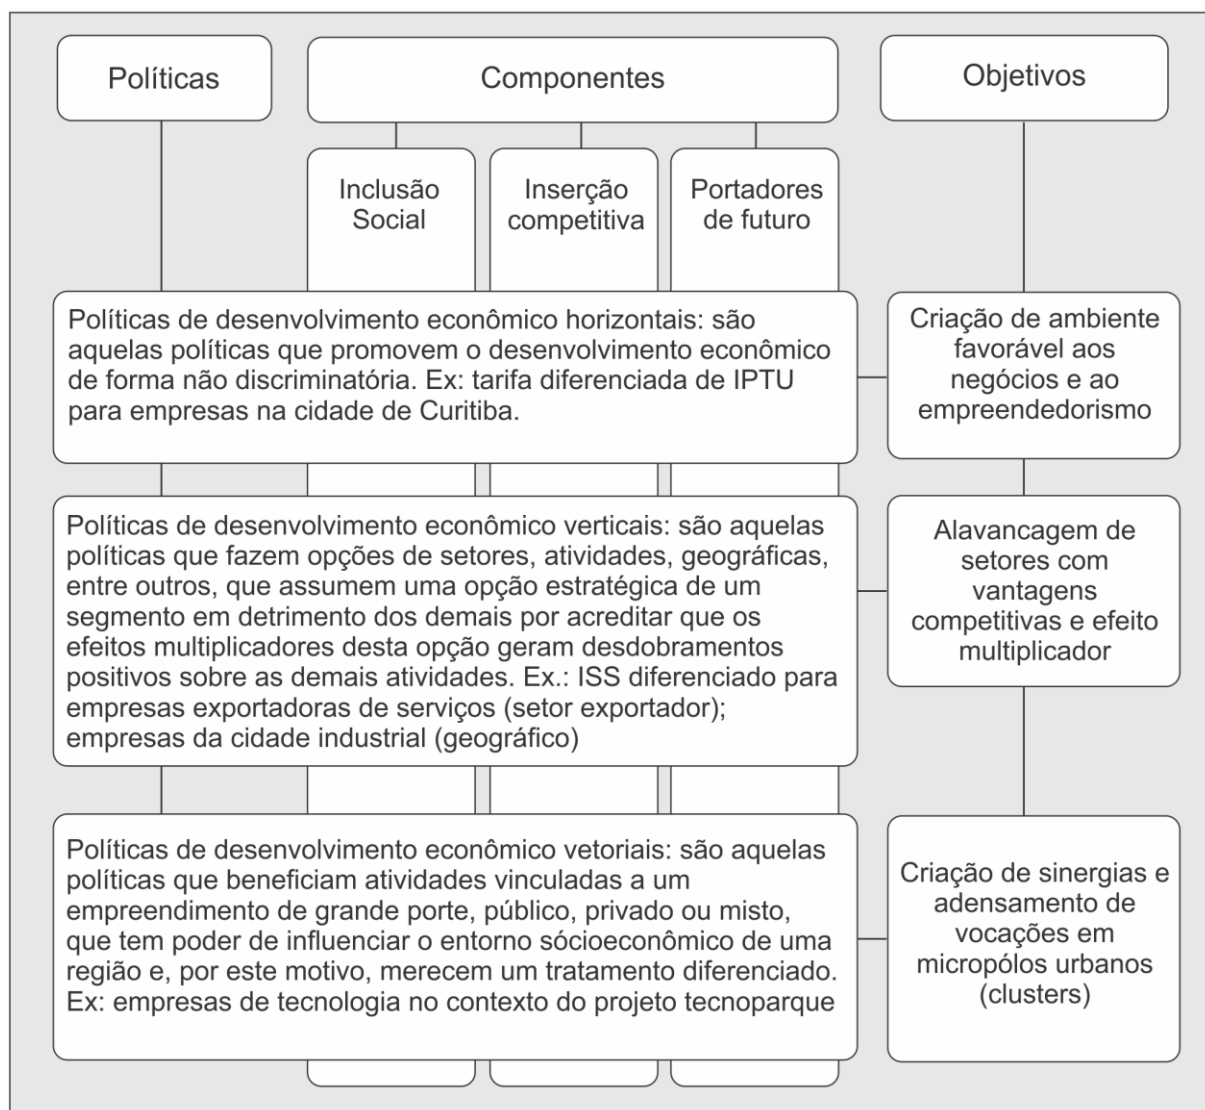 Políticas
Componentes
Objetivos
Inclusão
Social
Inserção
competitiva
Portadores
de futuro
Políticas de desenvolvimento econômico horizontais: são
aquelas políticas que promovem o desenvolvimento econômico
de forma não discriminatória. Ex: tarifa diferenciada de IPTU
para empresas na cidade de Curitiba.
Criação de ambiente
favorável aos
negócios e ao
empreendedorismo
Políticas de desenvolvimento econômico verticais: são aquelas
políticas que fazem opções de setores, atividades, geográficas,
entre outros, que assumem uma opção estratégica de um
segmento em detrimento dos demais por acreditar que os
efeitos multiplicadores desta opção geram desdobramentos
positivos sobre as demais atividades. Ex.: ISS diferenciado para
empresas exportadoras de serviços (setor exportador);
empresas da cidade industrial (geográfico)
Alavancagem de
setores com
vantagens
competitivas e efeito
multiplicador
Políticas de desenvolvimento econômico vetoriais: são aquelas
políticas que beneficiam atividades vinculadas a um
empreendimento de grande porte, público, privado ou misto,
que tem poder de influenciar o entorno sócioeconômico de uma
região e, por este motivo, merecem um tratamento diferenciado.
Ex: empresas de tecnologia no contexto do projeto tecnoparque
Criação de sinergias e
adensamento de
vocações em
micropólos urbanos
(clusters)